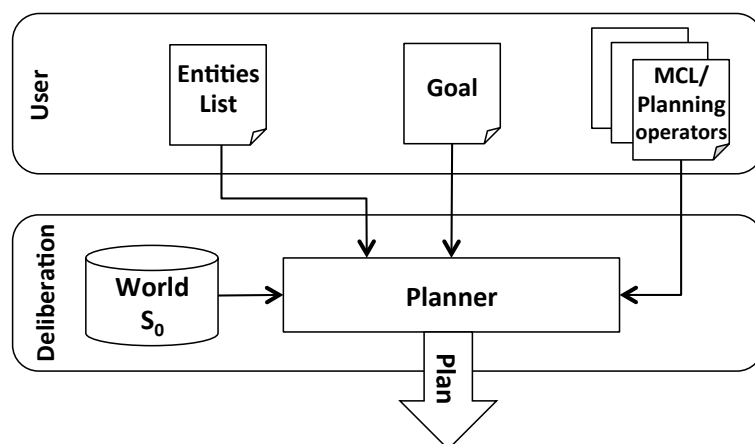 User
Entities
List
Goal
MCL/
Planning
operators
Deliberation
World
S₀
Planner
Plan